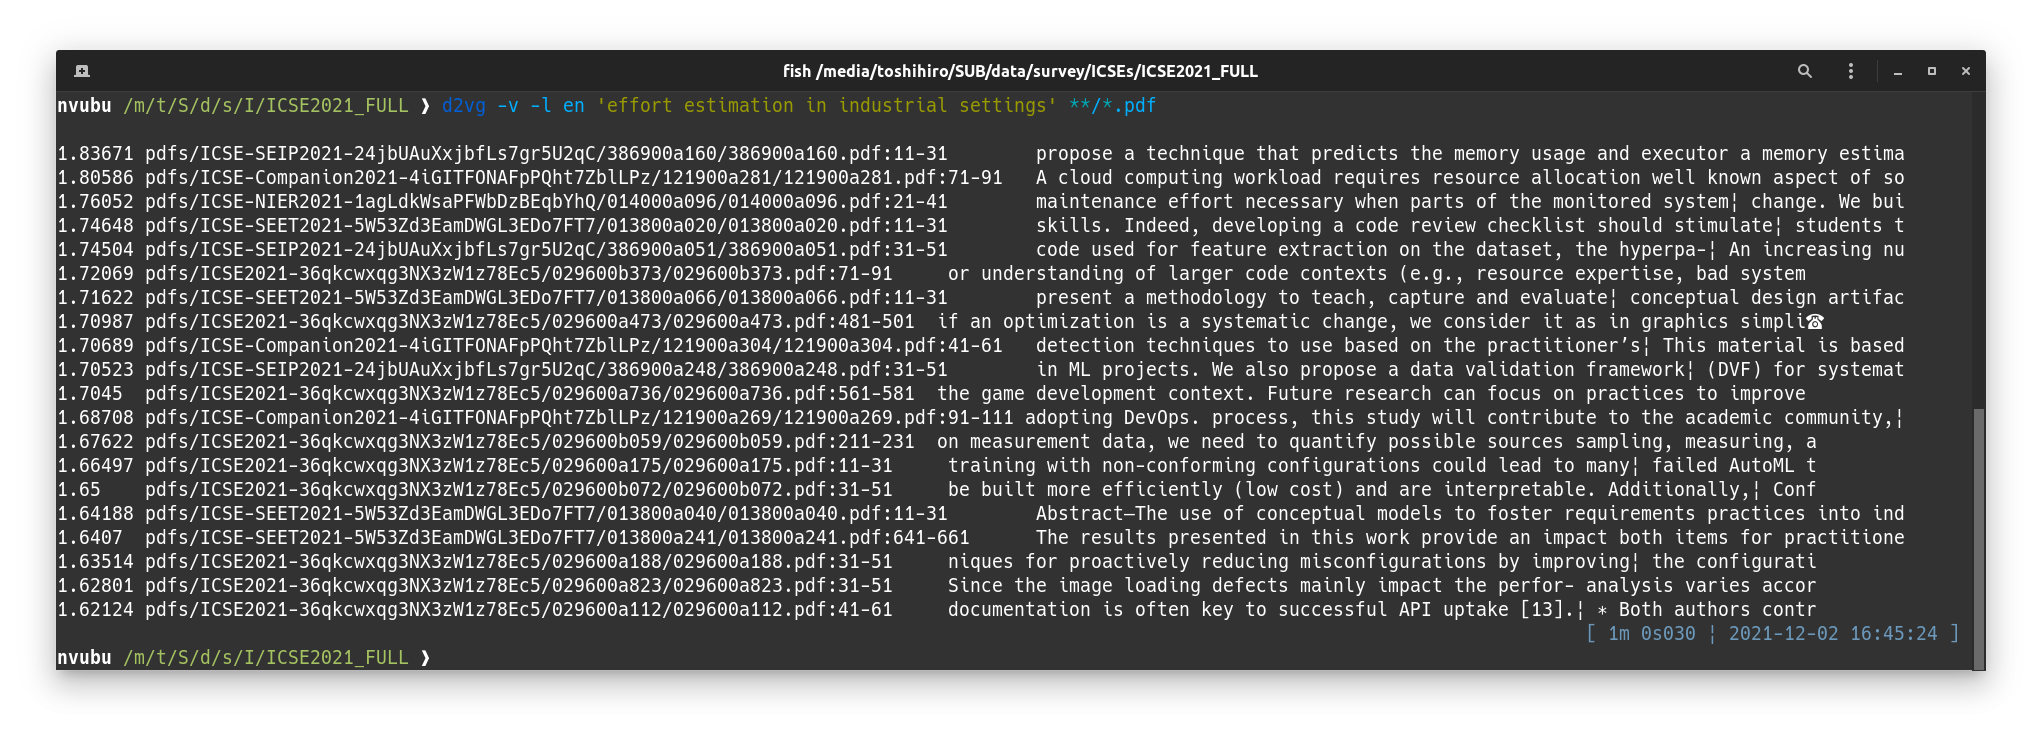 fish /media/toshihiro/SUB/data/survey/ICSEs/ICSE2021_FULL
nvubu /m/t/S/d/s/I/ICSE2021_FULL ❯ d2vg -v -l en 'effort estimation in industrial settings' **/*.pdf
1.83671 pdfs/ICSE-SEIP2021-24jbUAuXxjbfLs7gr5U2qC/386900a160/386900a160.pdf:11-31 propose a technique that predicts the memory usage and executor a memory estima
1.80586 pdfs/ICSE-Companion2021-4iGITFONAFpPQht7ZblLPz/121900a281/121900a281.pdf:71-91 A cloud computing workload requires resource allocation well known aspect of so
1.76052 pdfs/ICSE-NIER2021-1agLdkWsaPFWbDzBEqbYhQ/014000a096/014000a096.pdf:21-41 maintenance effort necessary when parts of the monitored system¦ change. We bui
1.74648 pdfs/ICSE-SEET2021-5W53Zd3EamDWGL3EDo7FT7/013800a020/013800a020.pdf:11-31 skills. Indeed, developing a code review checklist should stimulate¦ students t
1.74504 pdfs/ICSE-SEIP2021-24jbUAuXxjbfLs7gr5U2qC/386900a051/386900a051.pdf:31-51 code used for feature extraction on the dataset, the hyperpa-¦ An increasing nu
1.72069 pdfs/ICSE2021-36qkcwxqg3NX3zW1z78Ec5/029600b373/029600b373.pdf:71-91 or understanding of larger code contexts (e.g., resource expertise, bad system
1.71622 pdfs/ICSE-SEET2021-5W53Zd3EamDWGL3EDo7FT7/013800a066/013800a066.pdf:11-31 present a methodology to teach, capture and evaluate¦ conceptual design artifac
1.70987 pdfs/ICSE2021-36qkcwxqg3NX3zW1z78Ec5/029600a473/029600a473.pdf:481-501 if an optimization is a systematic change, we consider it as in graphics simpli☎
1.70689 pdfs/ICSE-Companion2021-4iGITFONAFpPQht7ZblLPz/121900a304/121900a304.pdf:41-61 detection techniques to use based on the practitioner’s¦ This material is based
1.70523 pdfs/ICSE-SEIP2021-24jbUAuXxjbfLs7gr5U2qC/386900a248/386900a248.pdf:31-51 in ML projects. We also propose a data validation framework¦ (DVF) for systemat
1.7045 pdfs/ICSE2021-36qkcwxqg3NX3zW1z78Ec5/029600a736/029600a736.pdf:561-581 the game development context. Future research can focus on practices to improve
1.68708 pdfs/ICSE-Companion2021-4iGITFONAFpPQht7ZblLPz/121900a269/121900a269.pdf:91-111 adopting DevOps. process, this study will contribute to the academic community,¦
1.67622 pdfs/ICSE2021-36qkcwxqg3NX3zW1z78Ec5/029600b059/029600b059.pdf:211-231 on measurement data, we need to quantify possible sources sampling, measuring, a
1.66497 pdfs/ICSE2021-36qkcwxqg3NX3zW1z78Ec5/029600a175/029600a175.pdf:11-31 training with non-conforming configurations could lead to many¦ failed AutoML t
1.65 pdfs/ICSE2021-36qkcwxqg3NX3zW1z78Ec5/029600b072/029600b072.pdf:31-51 be built more efficiently (low cost) and are interpretable. Additionally,¦ Conf
1.64188 pdfs/ICSE-SEET2021-5W53Zd3EamDWGL3EDo7FT7/013800a040/013800a040.pdf:11-31 Abstract—The use of conceptual models to foster requirements practices into ind
1.6407 pdfs/ICSE-SEET2021-5W53Zd3EamDWGL3EDo7FT7/013800a241/013800a241.pdf:641-661 The results presented in this work provide an impact both items for practitione
1.63514 pdfs/ICSE2021-36qkcwxqg3NX3zW1z78Ec5/029600a188/029600a188.pdf:31-51 niques for proactively reducing misconfigurations by improving¦ the configurati
1.62801 pdfs/ICSE2021-36qkcwxqg3NX3zW1z78Ec5/029600a823/029600a823.pdf:31-51 Since the image loading defects mainly impact the perfor- analysis varies accor
1.62124 pdfs/ICSE2021-36qkcwxqg3NX3zW1z78Ec5/029600a112/029600a112.pdf:41-61 documentation is often key to successful API uptake [13].¦ ∗ Both authors contr
[ 1m 0s030 ¦ 2021-12-02 16:45:24 ]
nvubu /m/t/S/d/s/I/ICSE2021_FULL ❯